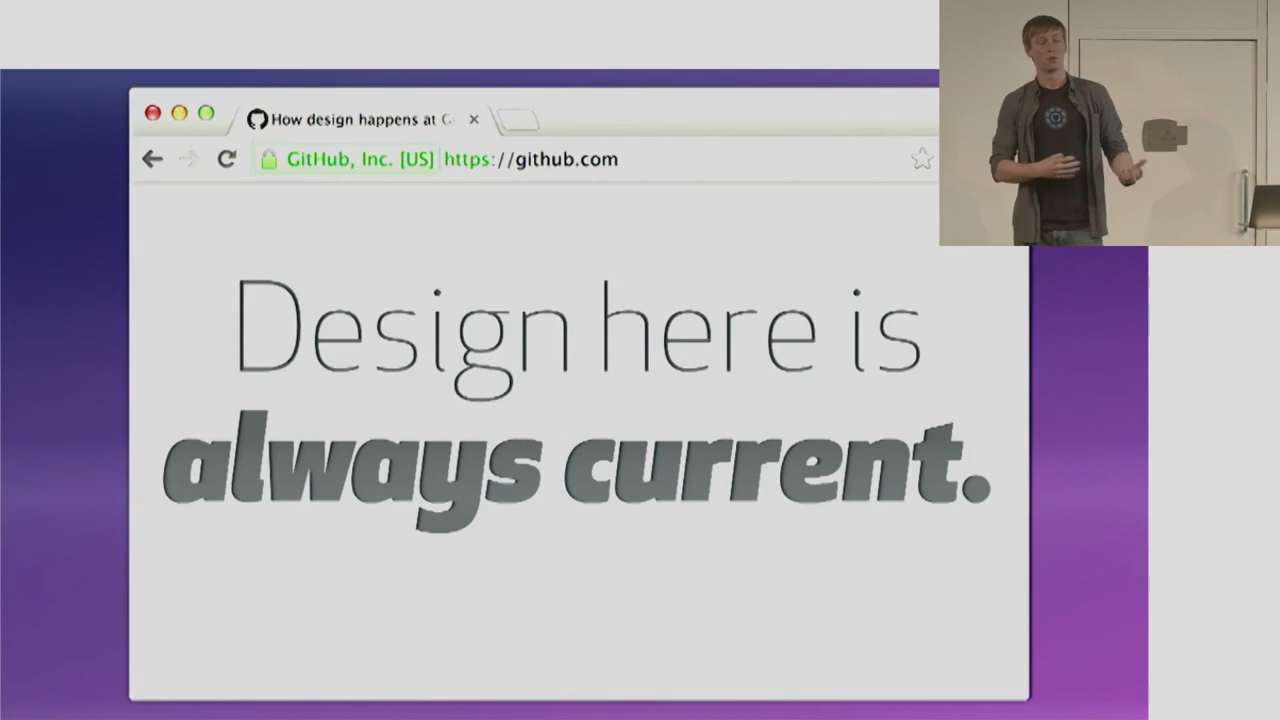 How design happens at G
GitHub, Inc. [US] https://github.com
Design here is
always current.